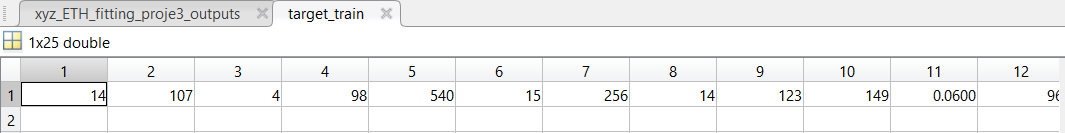 xyz_ETH_fitting_proje3_outputs target_train
1x25 double
1 2 3 4 5 6 7 8 9 10 11 12
1 14 107 4 98 540 15 256 14 123 149 0.0600
2